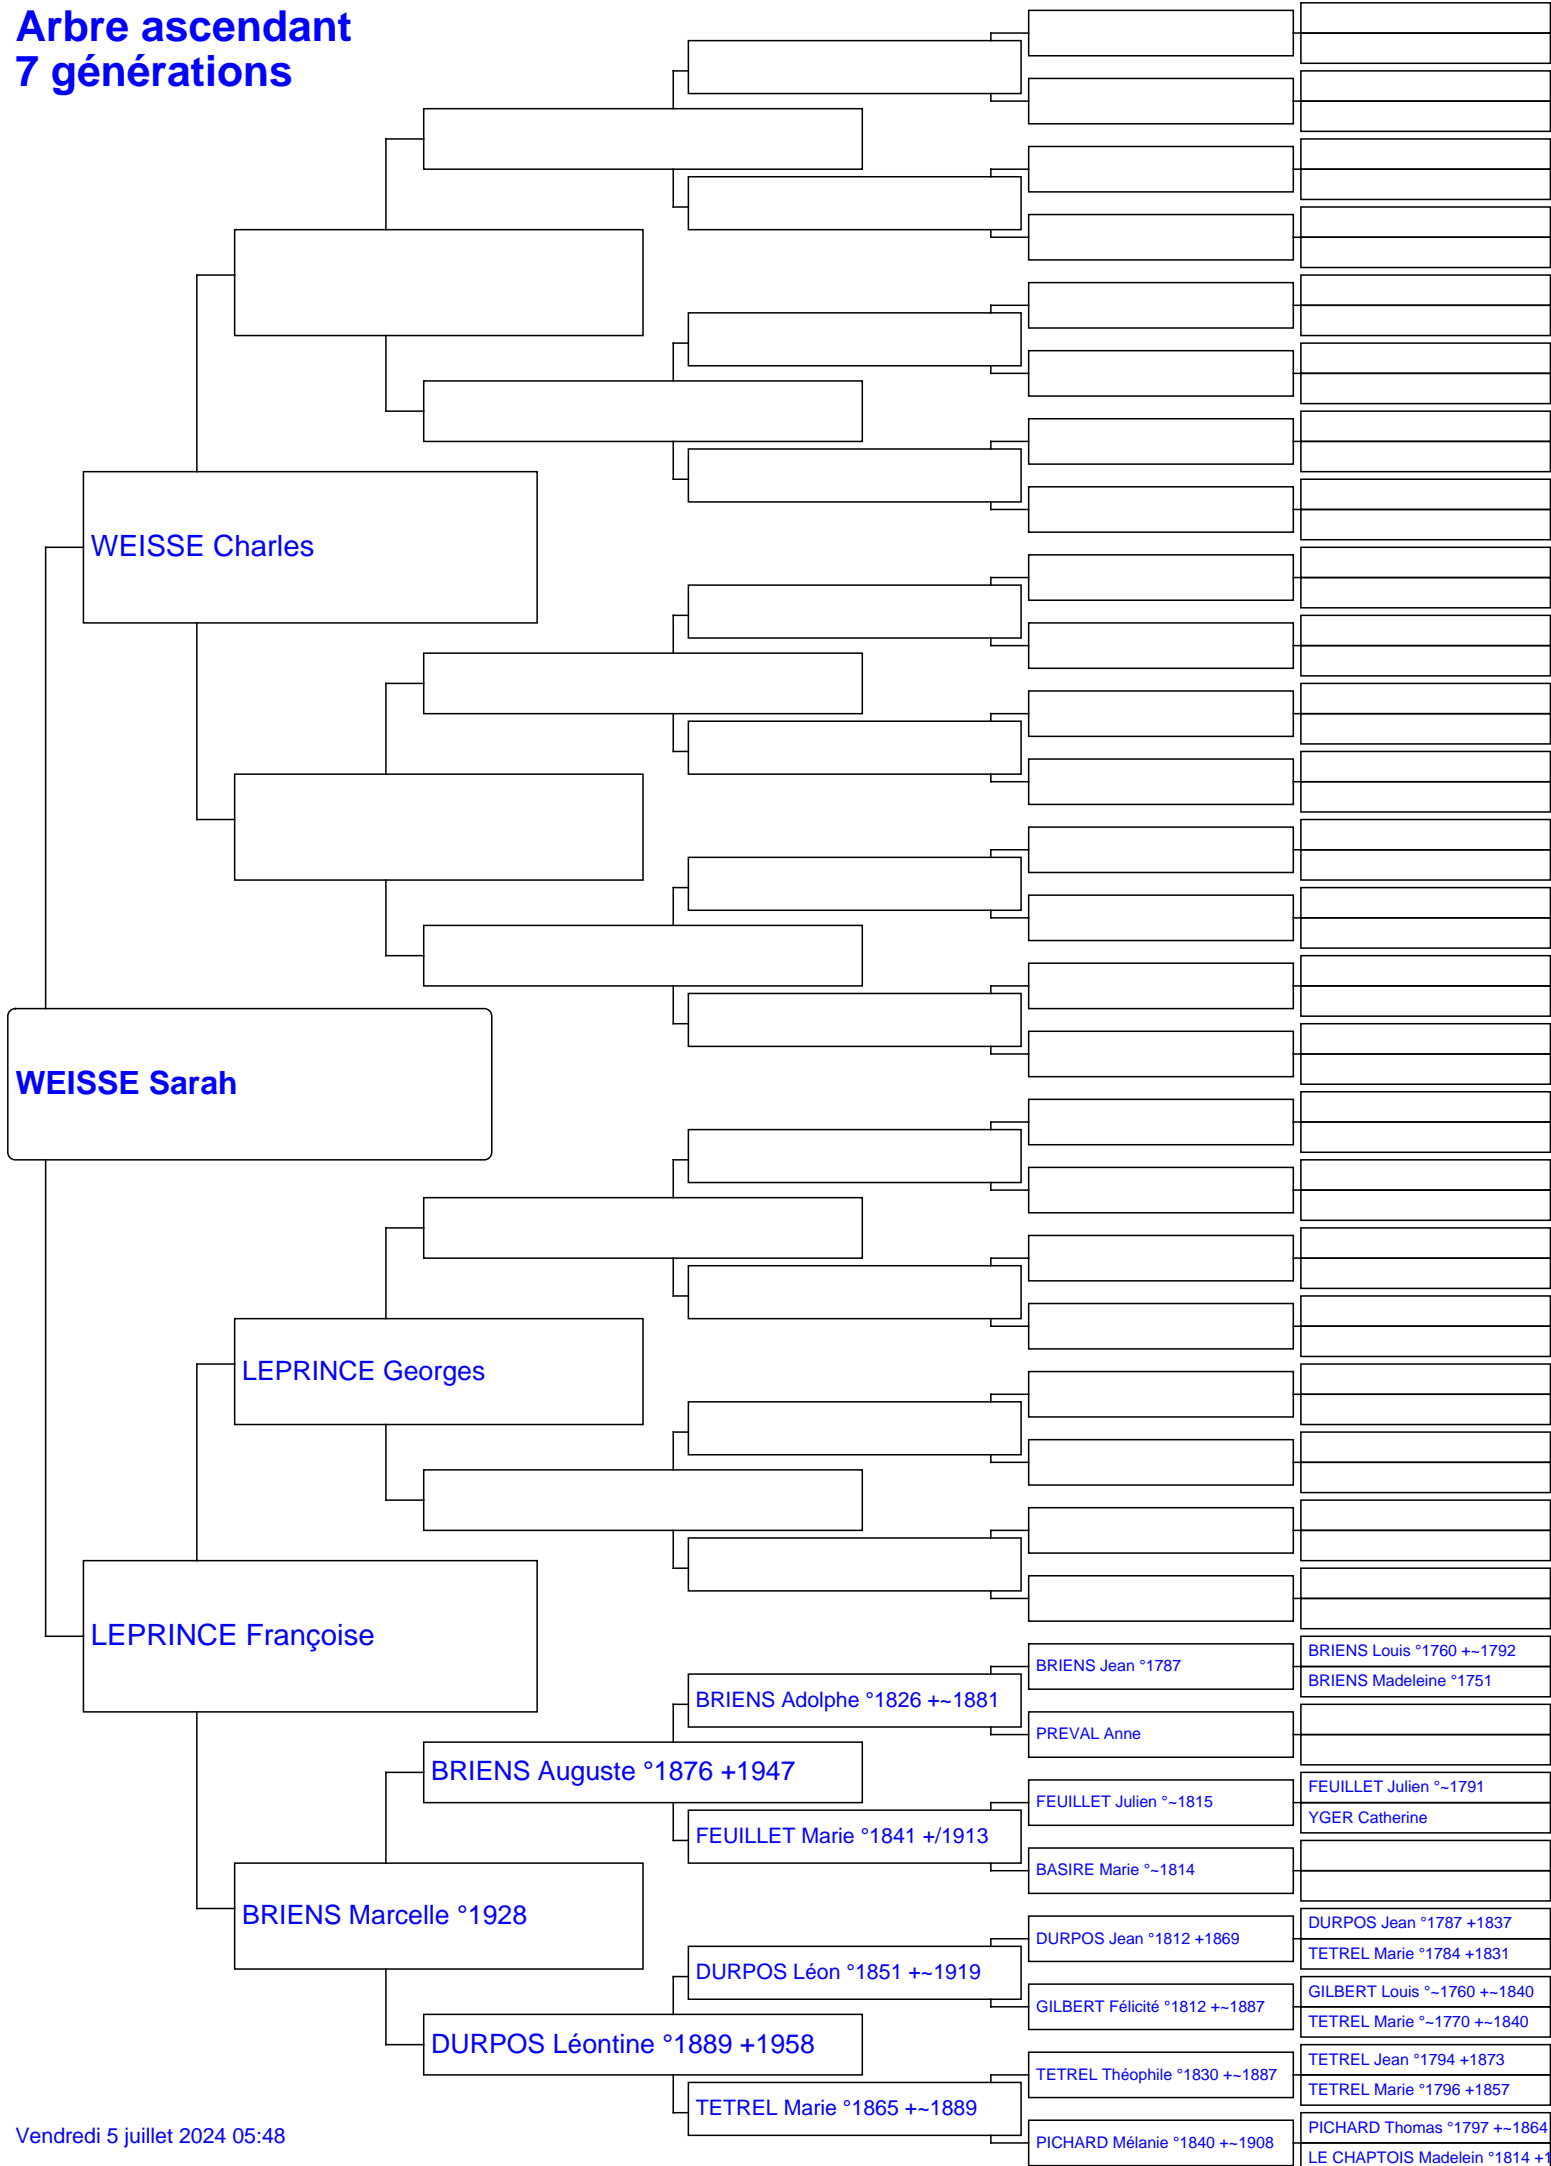 Arbre ascendant
7 générations
WEISSE Charles
WEISSE Sarah
LEPRINCE Georges
LEPRINCE Françoise
BRIENS Louis °1760 +~1792
BRIENS Jean °1787
BRIENS Madeleine °1751
BRIENS Adolphe °1826 +~1881
PREVAL Anne
BRIENS Auguste °1876 +1947
FEUILLET Julien °~1791
FEUILLET Julien °~1815
YGER Catherine
FEUILLET Marie °1841 +/1913
BASIRE Marie °~1814
BRIENS Marcelle °1928
DURPOS Jean °1787 +1837
DURPOS Jean °1812 +1869
TETREL Marie °1784 +1831
DURPOS Léon °1851 +~1919
GILBERT Louis °~1760 +~1840
GILBERT Félicité °1812 +~1887
TETREL Marie °~1770 +~1840
DURPOS Léontine °1889 +1958
TETREL Jean °1794 +1873
TETREL Théophile °1830 +~1887
TETREL Marie °1796 +1857
TETREL Marie °1865 +~1889
PICHARD Thomas °1797 +~1864
PICHARD Mélanie °1840 +~1908
LE CHAPTOIS Madelein °1814 +1
Vendredi 5 juillet 2024 05:48